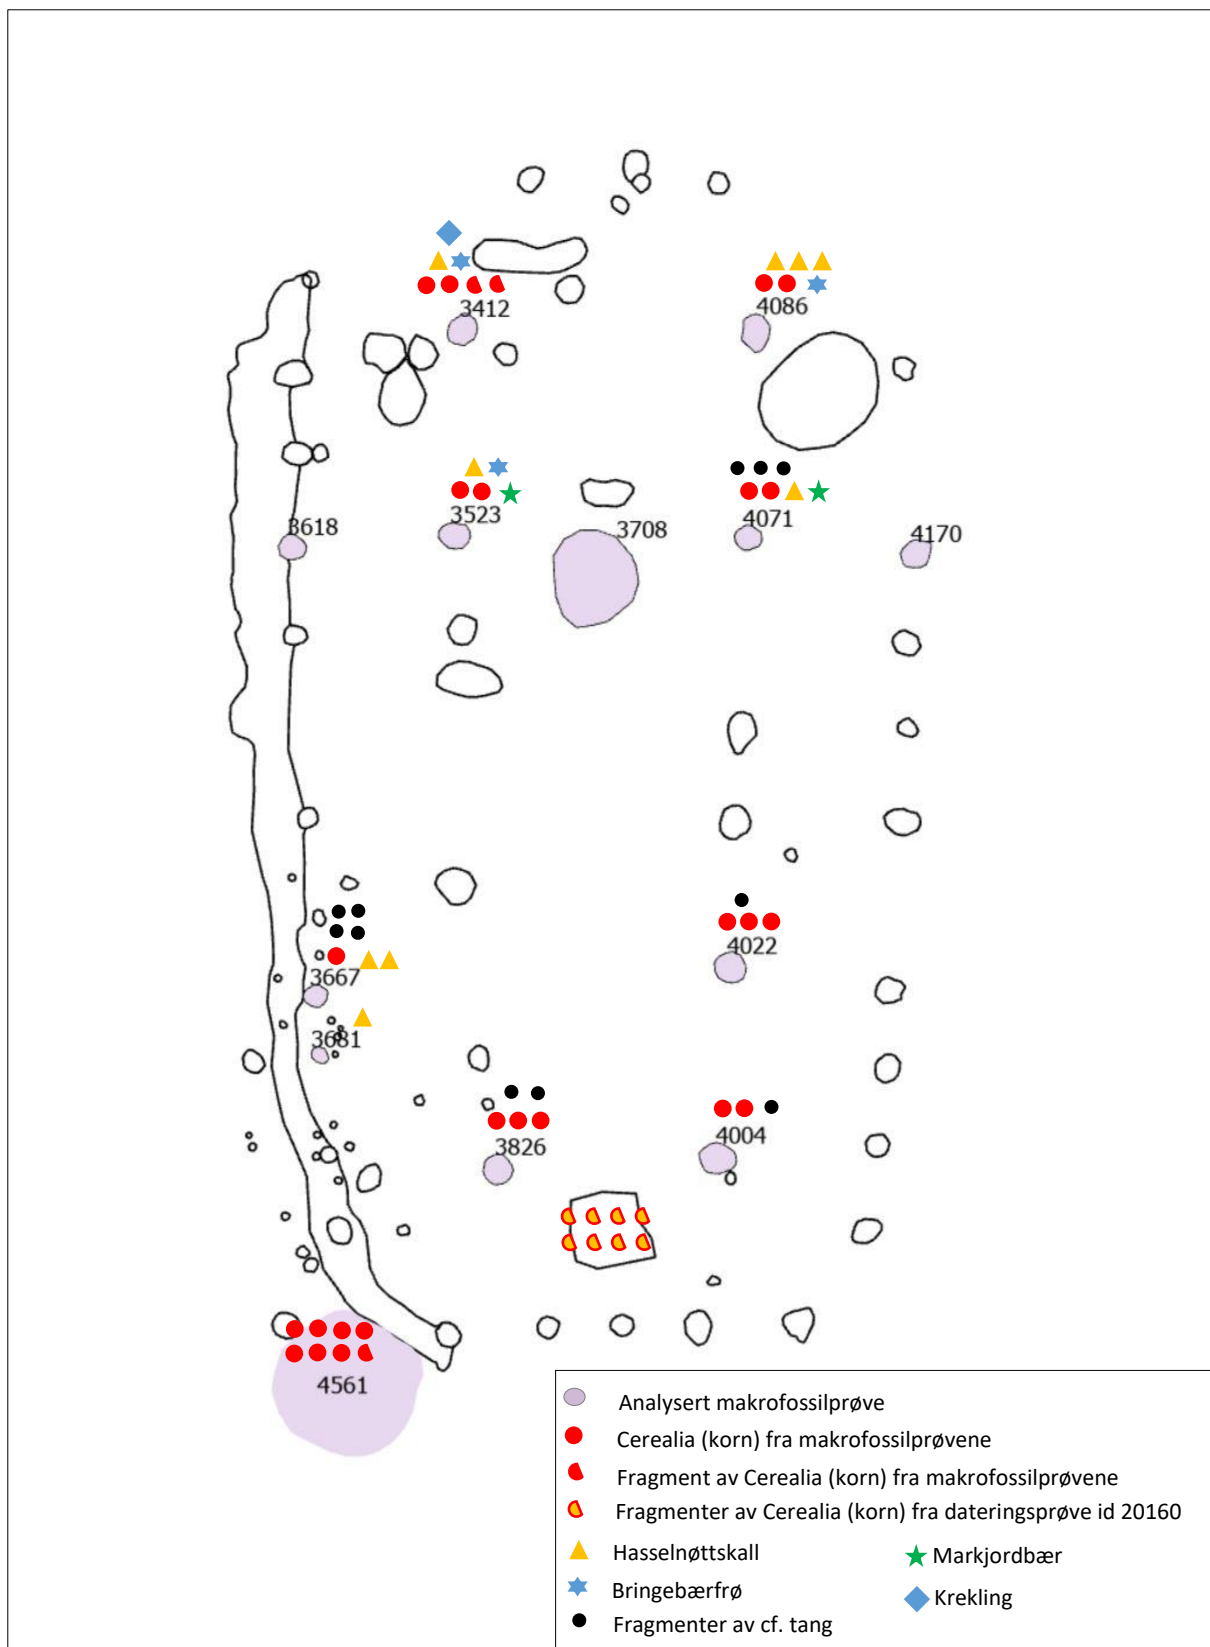 3412
4086
3618
3523
3708
4071
4170
3667
4022
3681
3826
4004
4561
Analysert makrofossilprøve
Cerealia (korn) fra makrofossilprøvene
Fragment av Cerealia (korn) fra makrofossilprøvene
Fragmenter av Cerealia (korn) fra dateringsprøve id 20160
Hasselnøttskall
Markjordbær
Bringebærfrø
Krekling
Fragmenter av cf. tang